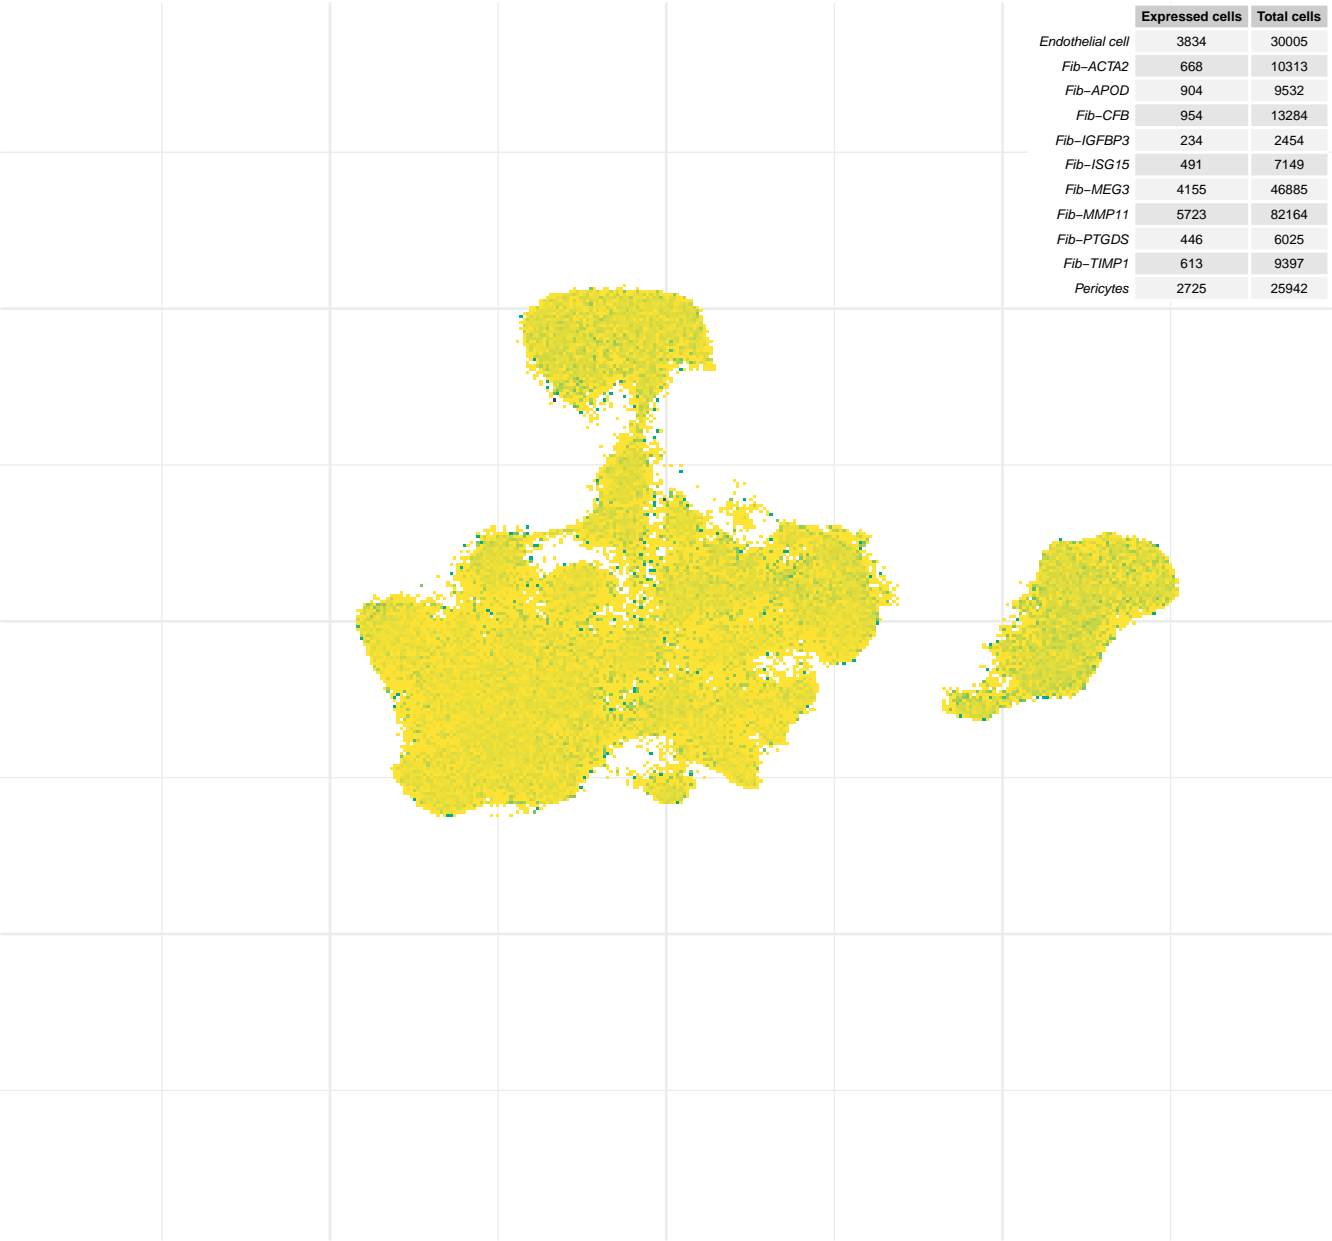 Expressed cells Total cells
Endothelial cell 3834 30005
Fib−ACTA2 668 10313
Fib−APOD 904 9532
Fib−CFB 954 13284
Fib−IGFBP3 234 2454
Fib−ISG15 491 7149
Fib−MEG3 4155 46885
Fib−MMP11 5723 82164
Fib−PTGDS 446 6025
Fib−TIMP1 613 9397
Pericytes 2725 25942